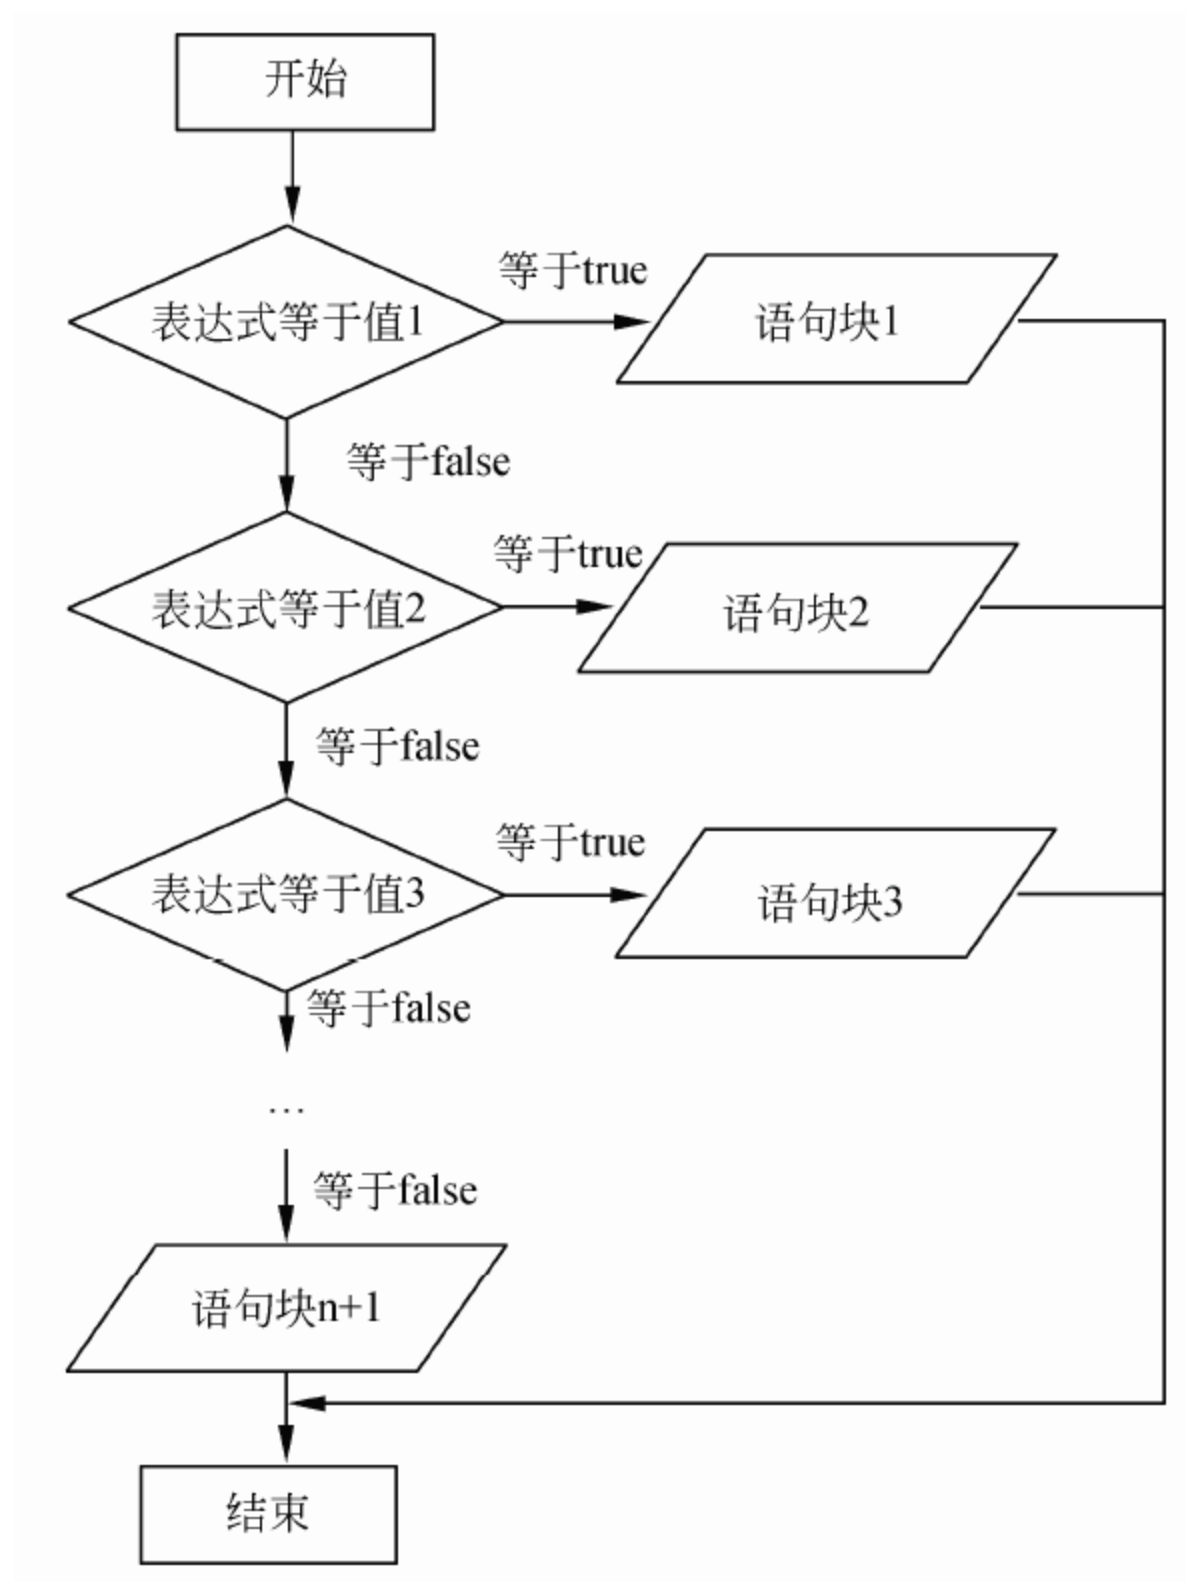 开始
等于true
表达式等于值1
语句块1
等于false
等于true
表达式等于值2
语句块2
等于false
等于true
表达式等于值3
语句块3
等于false
…
等于false
语句块n+1
结束